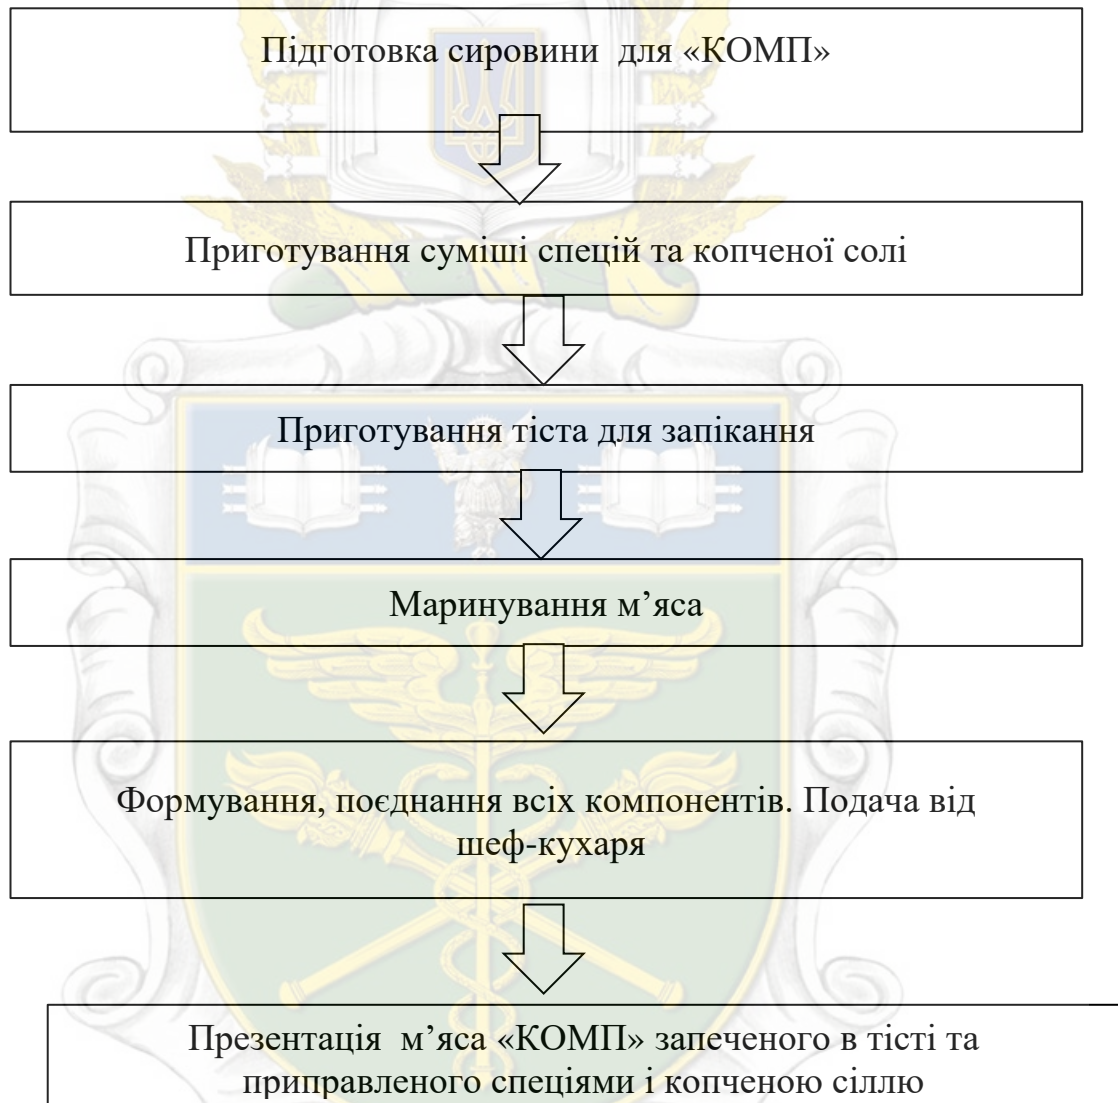 Підготовка сировини для «КОМП»
Приготування суміші спецій та копченої солі
Приготування тіста для запікання
Маринування м’яса
Формування, поєднання всіх компонентів. Подача від
шеф-кухаря
Презентація м’яса «КОМП» запеченого в тісті та
приправленого спеціями і копченою сіллю